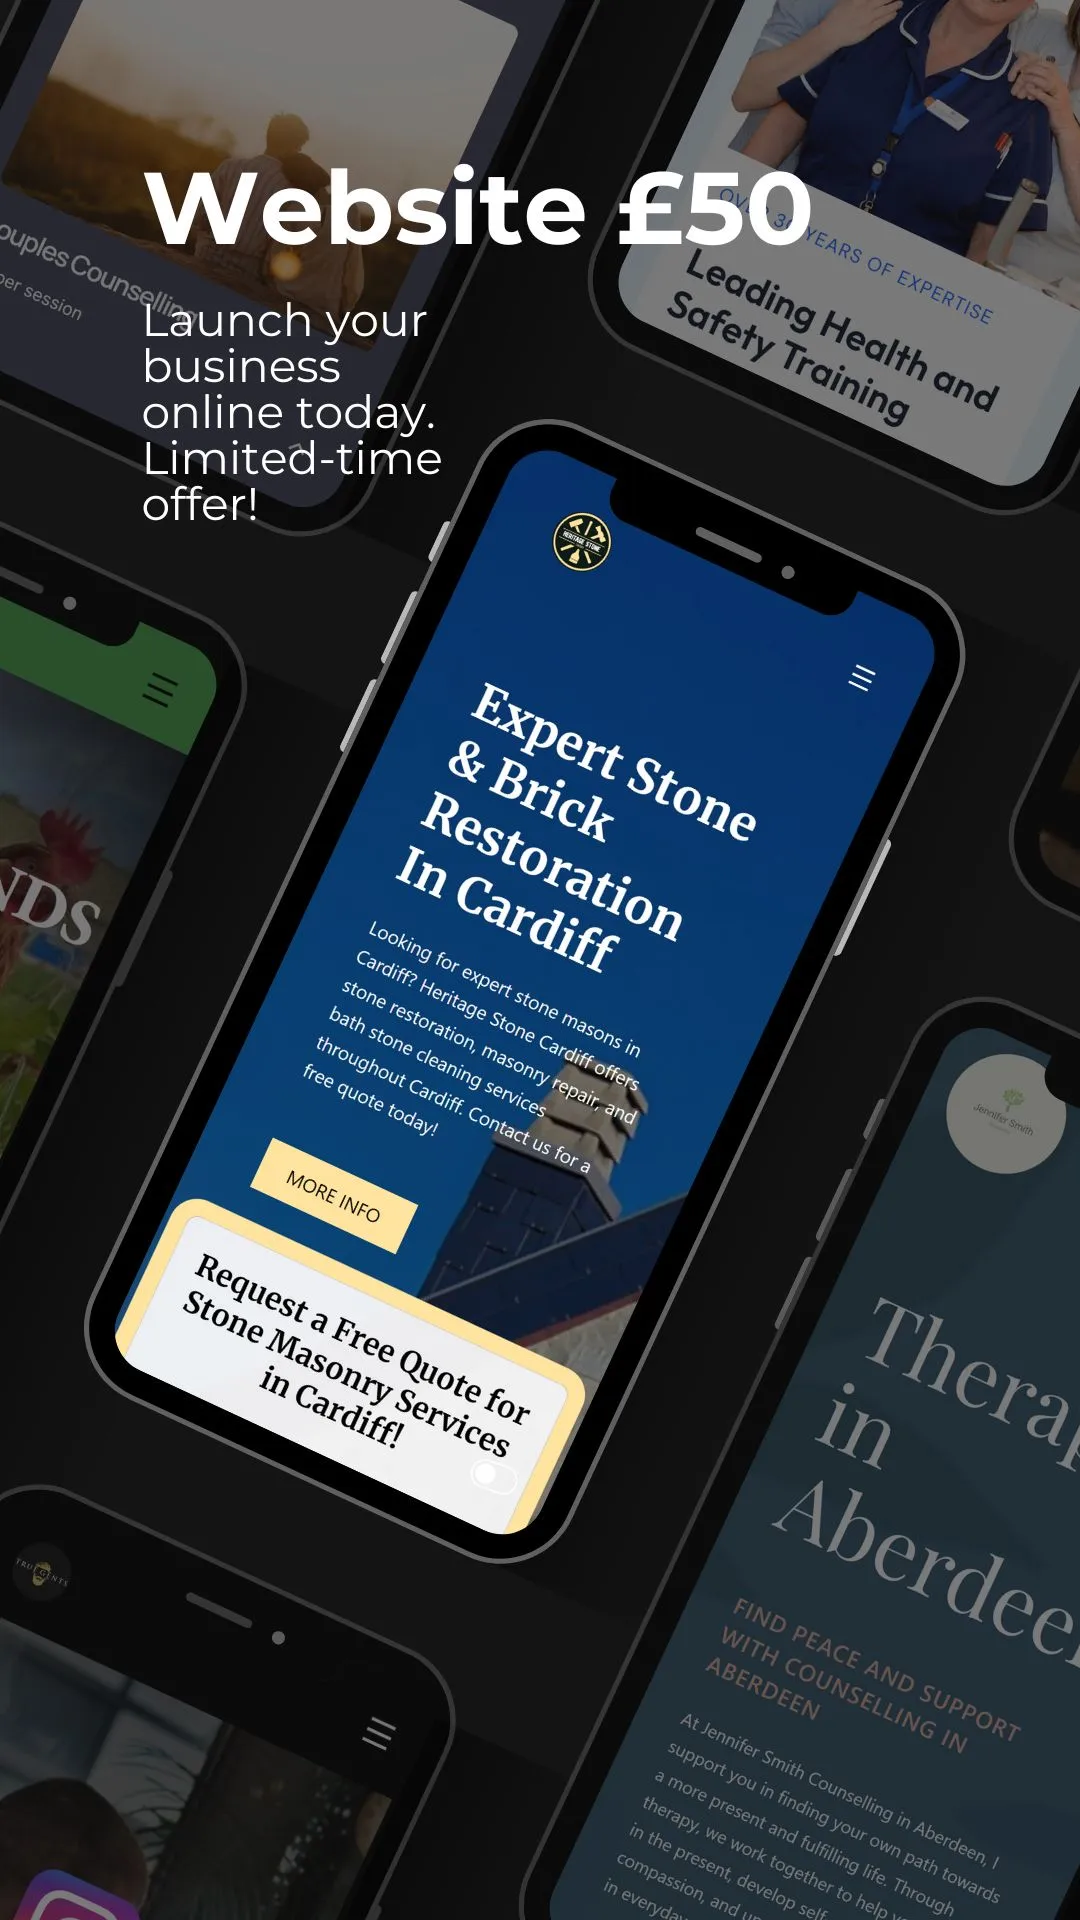 Website £50
Launch your
business
online today.
Limited-time
offer!
ouples Counselling
per session
OVER 30 YEARS OF EXPERTISE
Leading Health and
Safety Training
HERITAGE STONE
Expert Stone
& Brick
Restoration
In Cardiff
Looking for expert stone masons in
Cardiff? Heritage Stone Cardiff offers
stone restoration, masonry repair, and
bath stone cleaning services
throughout Cardiff. Contact us for a
free quote today!
MORE INFO
Request a Free Quote for
Stone Masonry Services
in Cardiff!
NDS
Jennifer Smith
Therap
in
Aberdee
FIND PEACE AND SUPPORT
WITH COUNSELLING IN
ABERDEEN
At Jennifer Smith Counselling in Aberdeen, I
support you in finding your own path towards
a more present and fulfilling life. Through
therapy, we work together to help
in the present, develop self
compassion, and
in everyday
TRUE GENTS